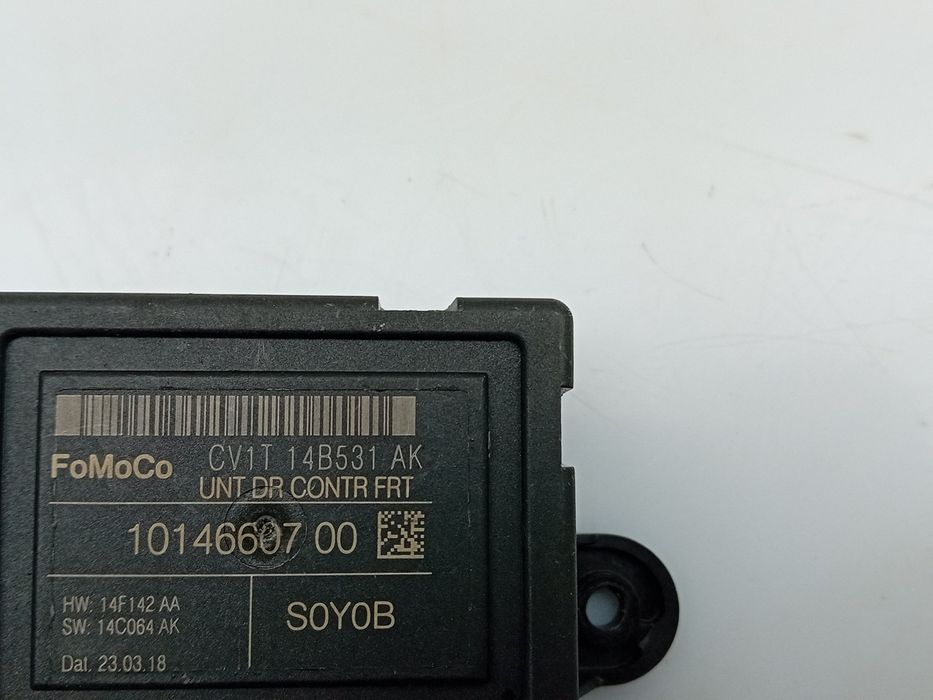 FoMoCo CV1T 14B531 AK
UNT DR CONTR FRT
10146607 00
HW: 14F142 AA
SW: 14C064 AK
S0Y0B
Dat. 23.03.18